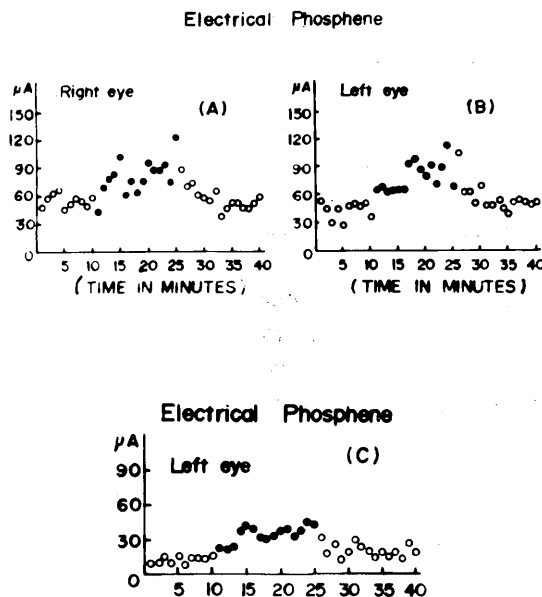 Electrical Phosphene
μA
Right eye
(A)
150
120
90
60
30
0
5 10 15 20 25 30 35 40
(TIME IN MINUTES)
μA
Left eye
(B)
150
120
90
60
30
0
5 10 15 20 25 30 35 40
(TIME IN MINUTES)
Electrical Phosphene
μA
Left eye
(C)
90
60
30
0
5 10 15 20 25 30 35 40